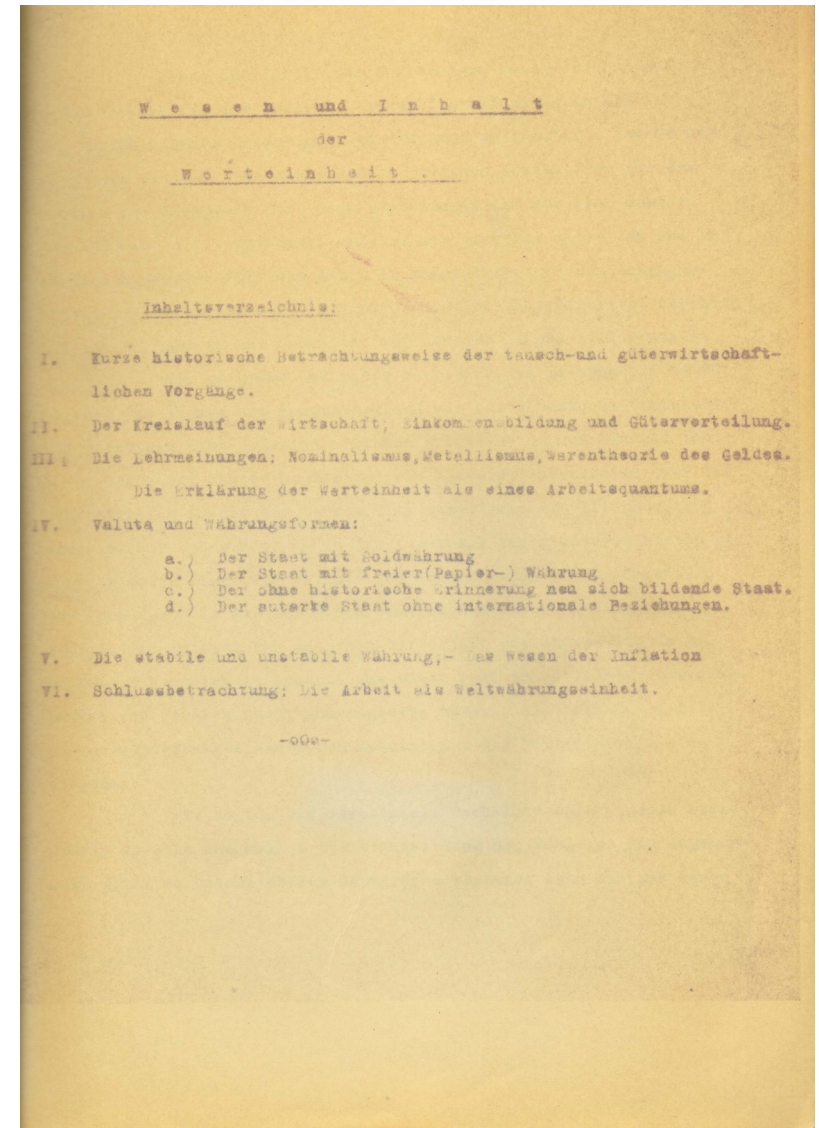 Wesen und Inhalt
der
Werteinheit.
Inhaltsverzeichnis:
I. Kurze historische Betrachtungsweise der tausch-und güterwirtschaft-
lichen Vorgänge.
II. Der Kreislauf der Wirtschaft; Einkommensbildung und Güterverteilung.
III. Die Lehrmeinungen: Nominalismus,Metallismus,Warentheorie des Geldes.
Die Erklärung der Werteinheit als eines Arbeitsquantums.
IV. Valuta und Währungsformen:
a.) Der Staat mit Goldwährung
b.) Der Staat mit freier(Papier-) Währung
c.) Der ohne historische Erinnerung neu sich bildende Staat.
d.) Der autarke Staat ohne internationale Beziehungen.
V. Die stabile und unstabile Währung,- Das Wesen der Inflation
VI. Schlussbetrachtung: Die Arbeit als Weltwährungseinheit.
-oOo-